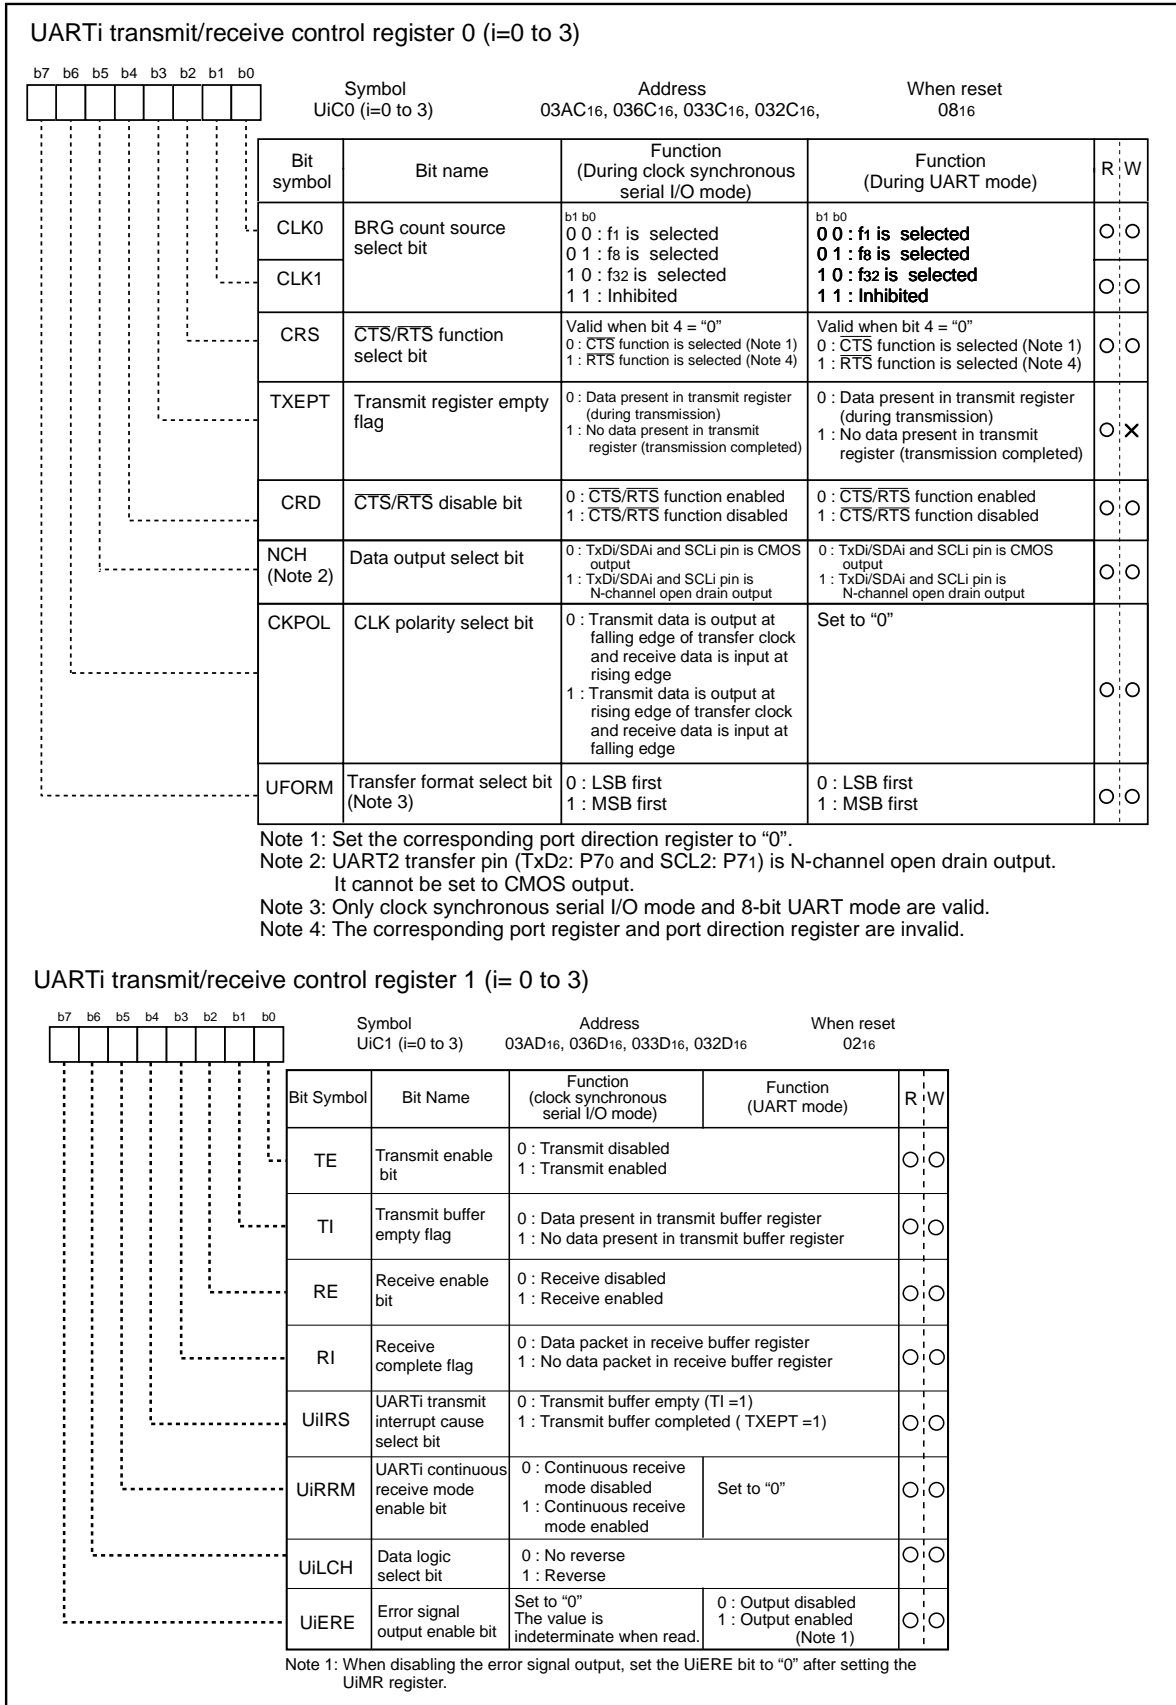 UARTi transmit/receive control register 0 (i=0 to 3)
b7 b6 b5 b4 b3 b2 b1 b0
Symbol Address When reset
UiC0 (i=0 to 3) 03AC16, 036C16, 033C16, 032C16, 0816
Bit symbol
Bit name
Function
(During clock synchronous
serial I/O mode)
Function
(During UART mode)
R W
CLK0
CLK1
BRG count source
select bit
b1 b0
0 0 : f1 is selected
0 1 : f8 is selected
1 0 : f32 is selected
1 1 : Inhibited
b1 b0
0 0 : f1 is selected
0 1 : f8 is selected
1 0 : f32 is selected
1 1 : Inhibited
CRS
CTS/RTS function
select bit
Valid when bit 4 = “0”
0 : CTS function is selected (Note 1)
1 : RTS function is selected (Note 4)
Valid when bit 4 = “0”
0 : CTS function is selected (Note 1)
1 : RTS function is selected (Note 4)
TXEPT
Transmit register empty
flag
0 : Data present in transmit register
(during transmission)
1 : No data present in transmit
register (transmission completed)
0 : Data present in transmit register
(during transmission)
1 : No data present in transmit
register (transmission completed)
CRD
CTS/RTS disable bit
0 : CTS/RTS function enabled
1 : CTS/RTS function disabled
0 : CTS/RTS function enabled
1 : CTS/RTS function disabled
NCH
(Note 2)
Data output select bit
0 : TxDi/SDAi and SCLi pin is CMOS
output
1 : TxDi/SDAi and SCLi pin is
N-channel open drain output
0 : TxDi/SDAi and SCLi pin is CMOS
output
1 : TxDi/SDAi and SCLi pin is
N-channel open drain output
CKPOL
CLK polarity select bit
0 : Transmit data is output at
falling edge of transfer clock
and receive data is input at
rising edge
1 : Transmit data is output at
rising edge of transfer clock
and receive data is input at
falling edge
Set to “0”
UFORM
Transfer format select bit
(Note 3)
0 : LSB first
1 : MSB first
0 : LSB first
1 : MSB first
Note 1: Set the corresponding port direction register to “0”.
Note 2: UART2 transfer pin (TxD2: P70 and SCL2: P71) is N-channel open drain output.
It cannot be set to CMOS output.
Note 3: Only clock synchronous serial I/O mode and 8-bit UART mode are valid.
Note 4: The corresponding port register and port direction register are invalid.
UARTi transmit/receive control register 1 (i= 0 to 3)
b7 b6 b5 b4 b3 b2 b1 b0
Symbol Address When reset
UiC1 (i=0 to 3) 03AD16, 036D16, 033D16, 032D16 0216
Bit Symbol
Bit Name
Function
(clock synchronous
serial I/O mode)
Function
(UART mode)
R W
TE
Transmit enable
bit
0 : Transmit disabled
1 : Transmit enabled
TI
Transmit buffer
empty flag
0 : Data present in transmit buffer register
1 : No data present in transmit buffer register
RE
Receive enable
bit
0 : Receive disabled
1 : Receive enabled
RI
Receive
complete flag
0 : Data packet in receive buffer register
1 : No data packet in receive buffer register
UiIRS
UARTi transmit
interrupt cause
select bit
0 : Transmit buffer empty (TI =1)
1 : Transmit buffer completed ( TXEPT =1)
UiRRM
UARTi continuous
receive mode
enable bit
0 : Continuous receive
mode disabled
1 : Continuous receive
mode enabled
Set to “0”
UiLCH
Data logic
select bit
0 : No reverse
1 : Reverse
UiERE
Error signal
output enable bit
Set to “0”
The value is
indeterminate when read.
0 : Output disabled
1 : Output enabled
(Note 1)
Note 1: When disabling the error signal output, set the UiERE bit to “0” after setting the
UiMR register.